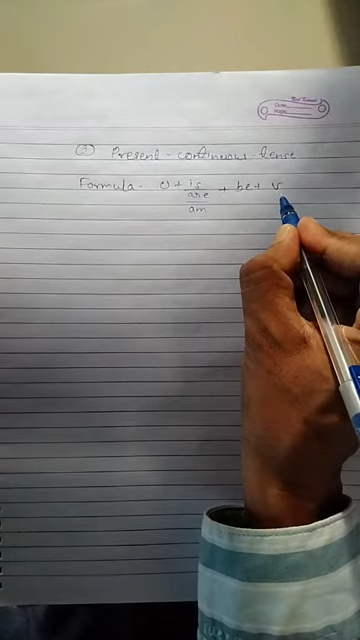 ② Present - continuous - tense
Formula - O + is + be + v
are
am